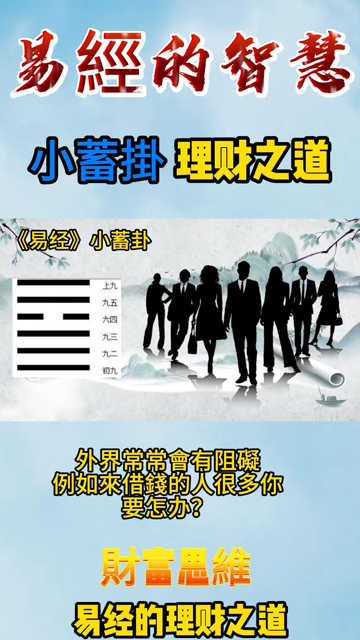 易經的智慧
小蓄掛 理财之道
《易经》小蓄卦
上九
九五
六四
九三
九二
初九
外界常常會有阻礙
例如來借錢的人很多你
要怎办?
財富思維
易经的理财之道